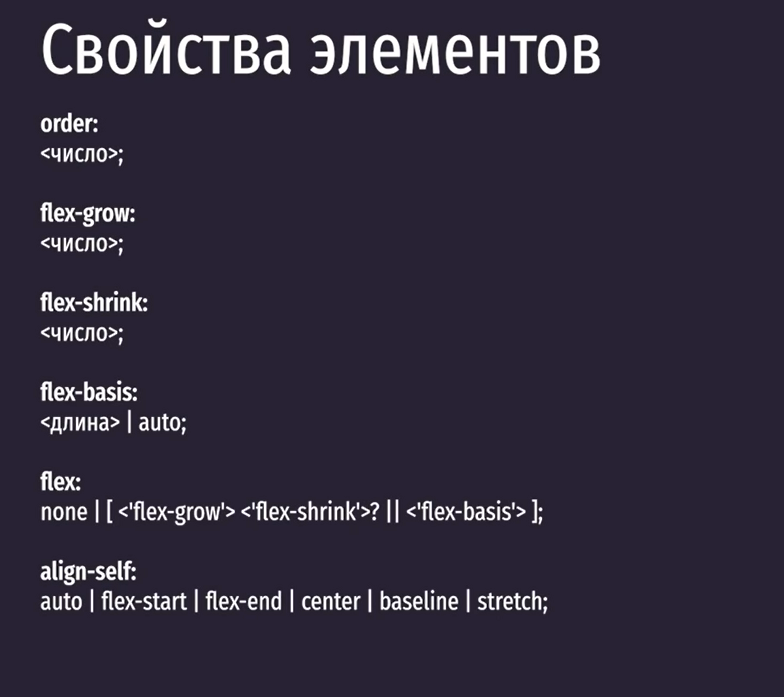 Свойства элементов
order:
<число>;
flex-grow:
<число>;
flex-shrink:
<число>;
flex-basis:
<длина> | auto;
flex:
none | [ <'flex-grow'> <'flex-shrink'>? || <'flex-basis'> ];
align-self:
auto | flex-start | flex-end | center | baseline | stretch;